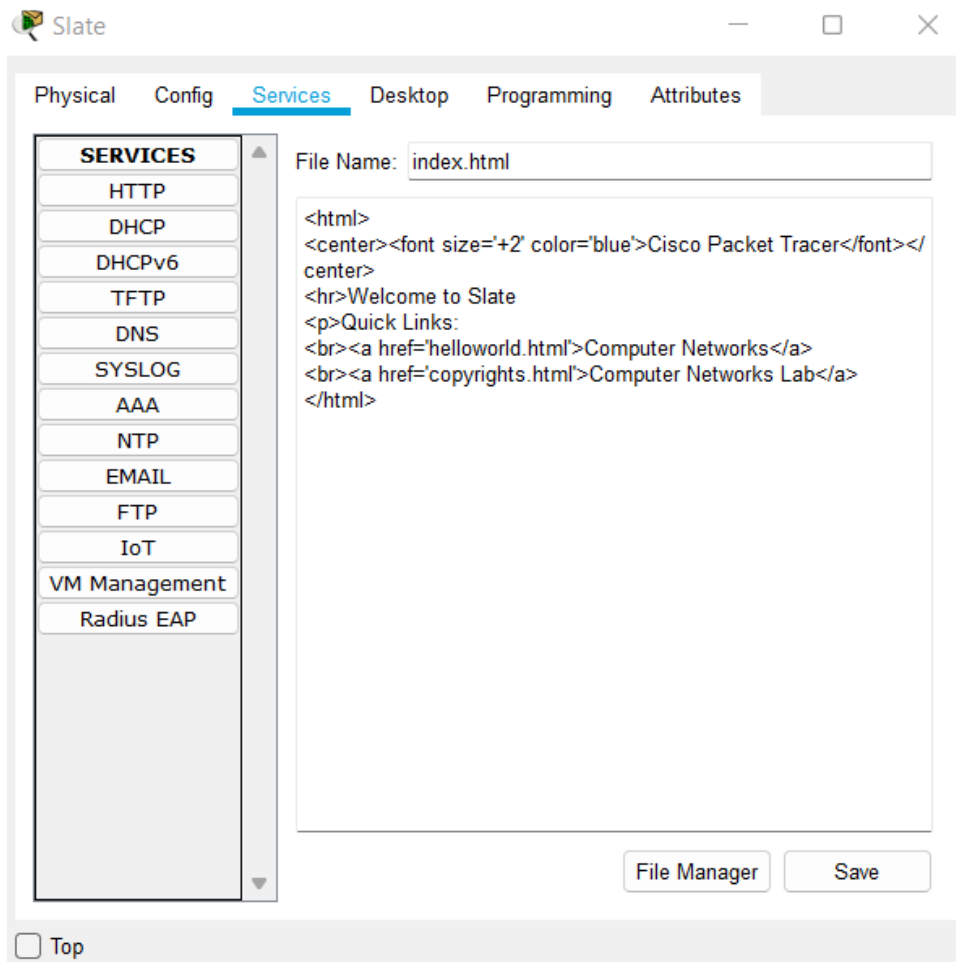 Slate
Physical Config Services Desktop Programming Attributes
SERVICES
HTTP
DHCP
DHCPv6
TFTP
DNS
SYSLOG
AAA
NTP
EMAIL
FTP
IoT
VM Management
Radius EAP
File Name: index.html
<html>
<center><font size='+2' color='blue'>Cisco Packet Tracer</font></
center>
<hr>Welcome to Slate
<p>Quick Links:
<br><a href='helloworld.html'>Computer Networks</a>
<br><a href='copyrights.html'>Computer Networks Lab</a>
</html>
File Manager Save
Top